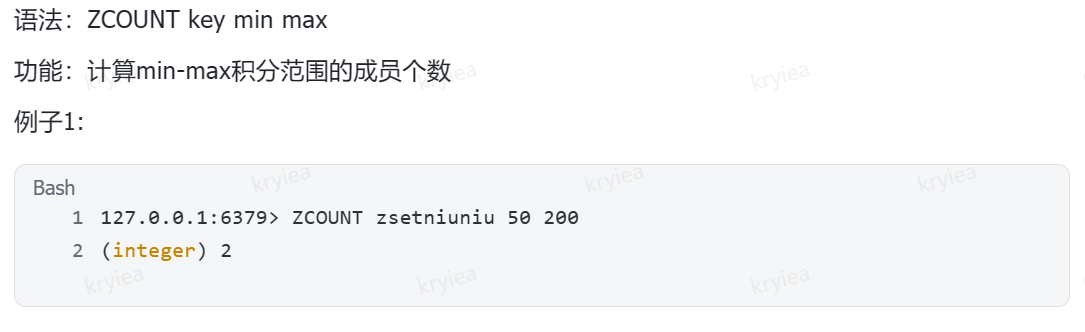 语法：ZCOUNT key min max
功能：计算min-max积分范围的成员个数
例子1:
Bash
1 127.0.0.1:6379> ZCOUNT zsetniuniu 50 200
2 (integer) 2
kryiea kryiea kryiea
kryiea kryiea kryiea
kryiea kryiea kryiea